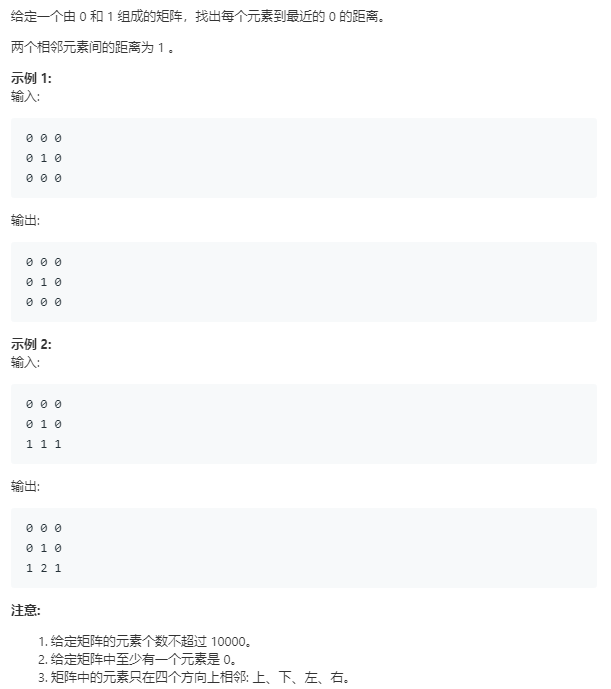 给定一个由 0 和 1 组成的矩阵，找出每个元素到最近的 0 的距离。
两个相邻元素间的距离为 1 。
示例 1:
输入:
0 0 0
0 1 0
0 0 0
输出:
0 0 0
0 1 0
0 0 0
示例 2:
输入:
0 0 0
0 1 0
1 1 1
输出:
0 0 0
0 1 0
1 2 1
注意:
1. 给定矩阵的元素个数不超过 10000。
2. 给定矩阵中至少有一个元素是 0。
3. 矩阵中的元素只在四个方向上相邻: 上、下、左、右。